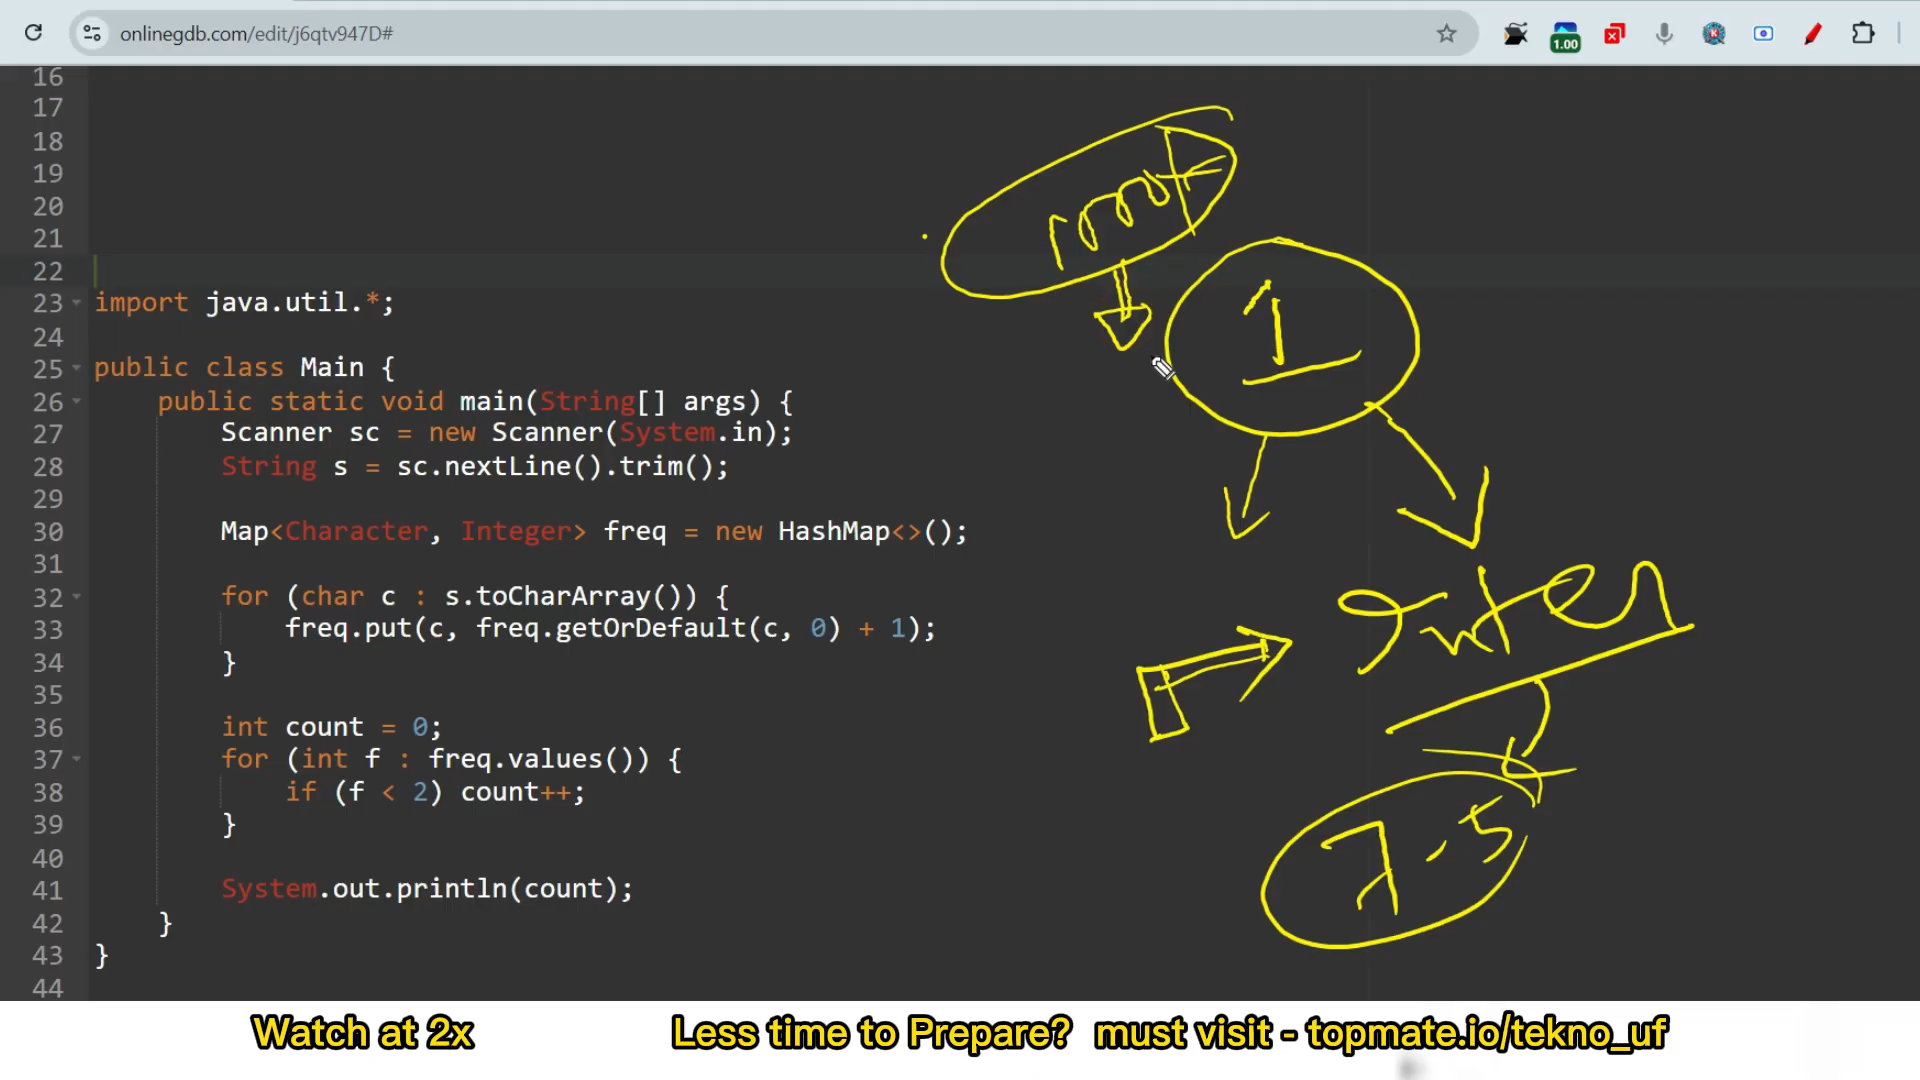 onlinegdb.com/edit/j6qtv947D#
1.00
16
17
18
19
20
21
22
23 import java.util.*;
24
25 public class Main {
26 public static void main(String[] args) {
27 Scanner sc = new Scanner(System.in);
28 String s = sc.nextLine().trim();
29
30 Map<Character, Integer> freq = new HashMap<>();
31
32 for (char c : s.toCharArray()) {
33 freq.put(c, freq.getOrDefault(c, 0) + 1);
34 }
35
36 int count = 0;
37 for (int f : freq.values()) {
38 if (f < 2) count++;
39 }
40
41 System.out.println(count);
42 }
43 }
44
1
Inter
7.5
Watch at 2x
Less time to Prepare? must visit - topmate.io/tekno_uf